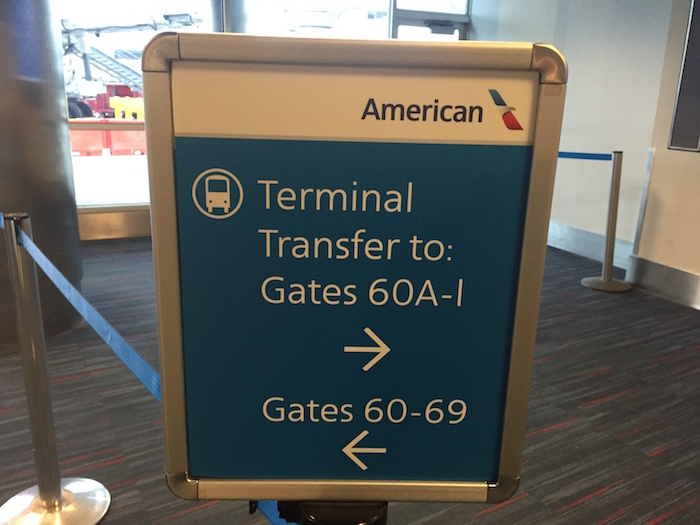 American
Terminal
Transfer to:
Gates 60A-I
→
Gates 60-69
←